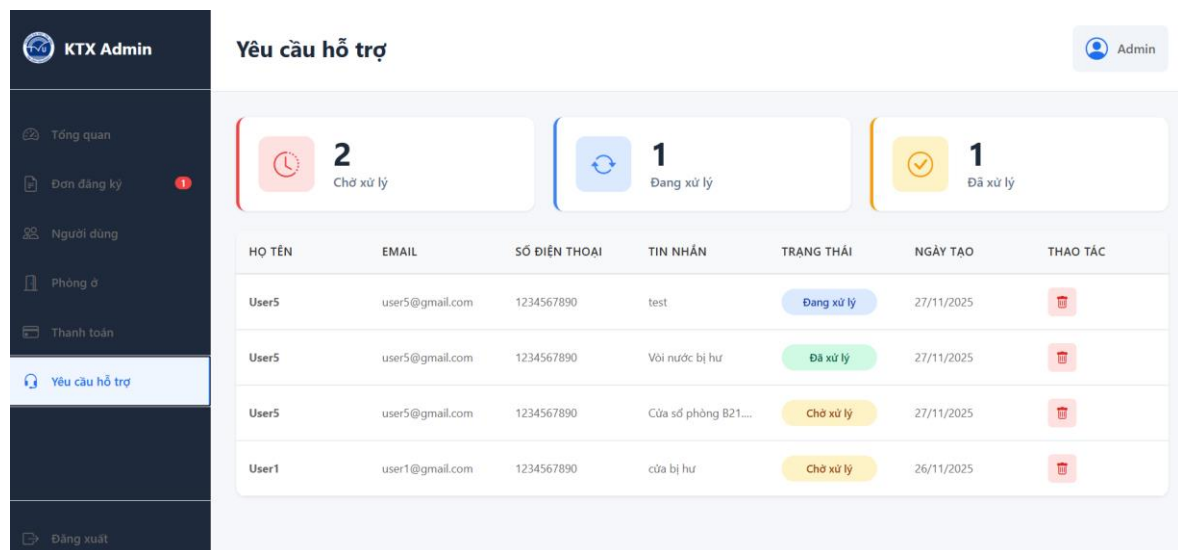 KTX Admin
Tổng quan
Đơn đăng ký 1
Người dùng
Phòng ở
Thanh toán
Yêu cầu hỗ trợ
Đăng xuất
Yêu cầu hỗ trợ
Admin
2
Chờ xử lý
1
Đang xử lý
1
Đã xử lý
HỌ TÊN EMAIL SỐ ĐIỆN THOẠI TIN NHẮN TRẠNG THÁI NGÀY TẠO THAO TÁC
User5 user5@gmail.com 1234567890 test Đang xử lý 27/11/2025
User5 user5@gmail.com 1234567890 Vòi nước bị hư Đã xử lý 27/11/2025
User5 user5@gmail.com 1234567890 Cửa sổ phòng B21.... Chờ xử lý 27/11/2025
User1 user1@gmail.com 1234567890 cửa bị hư Chờ xử lý 26/11/2025